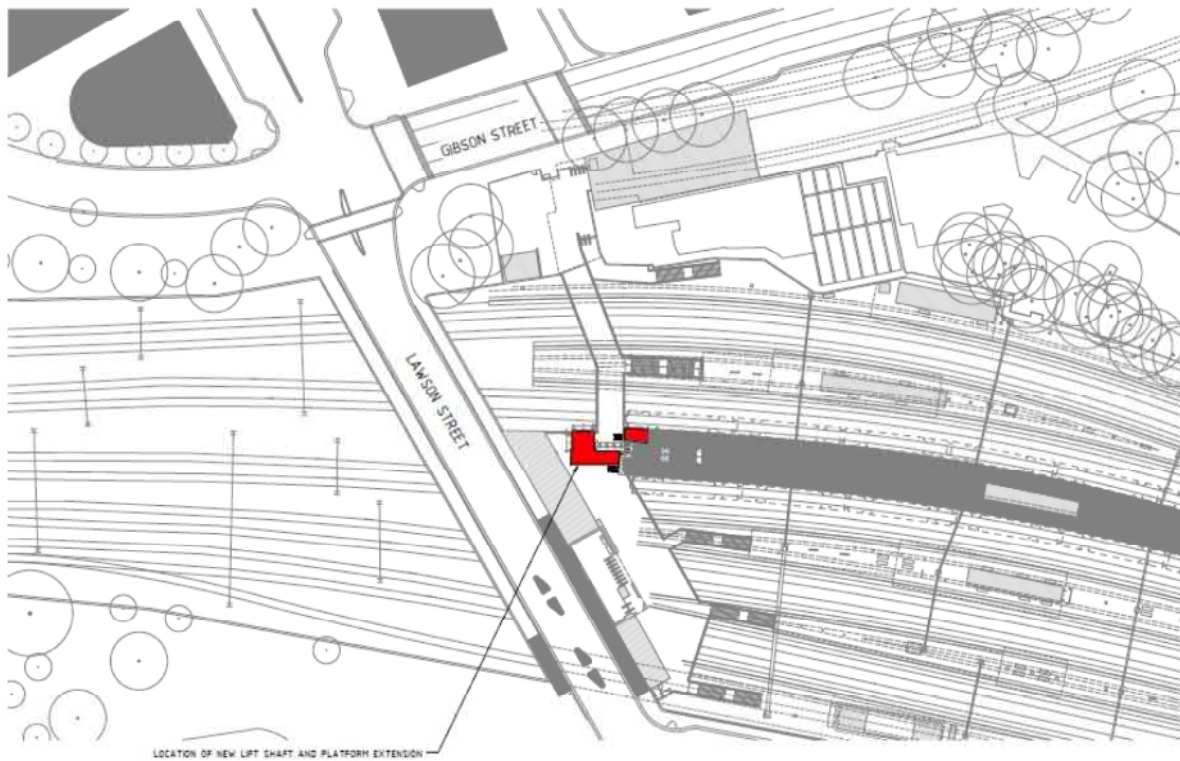 GIBSON STREET
LAWSON STREET
LOCATION OF NEW LIFT SHAFT AND PLATFORM EXTENSION